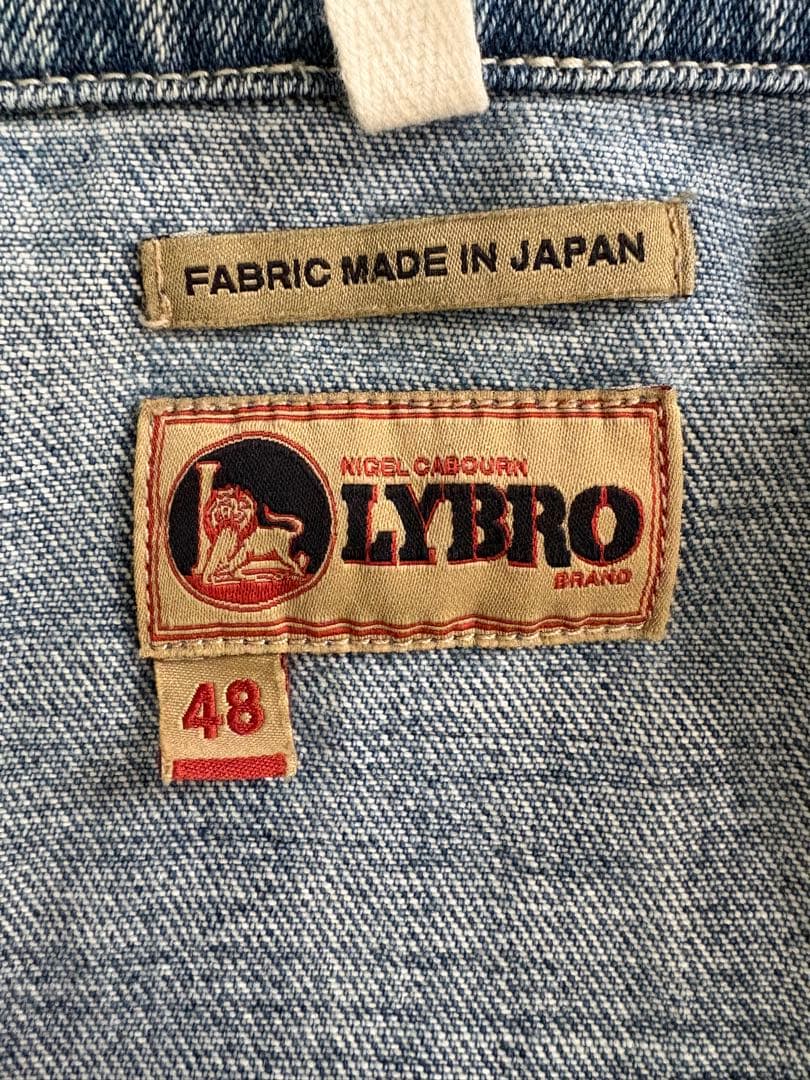 FABRIC MADE IN JAPAN
NIGEL CABOURN
LYBRO
BRAND
48